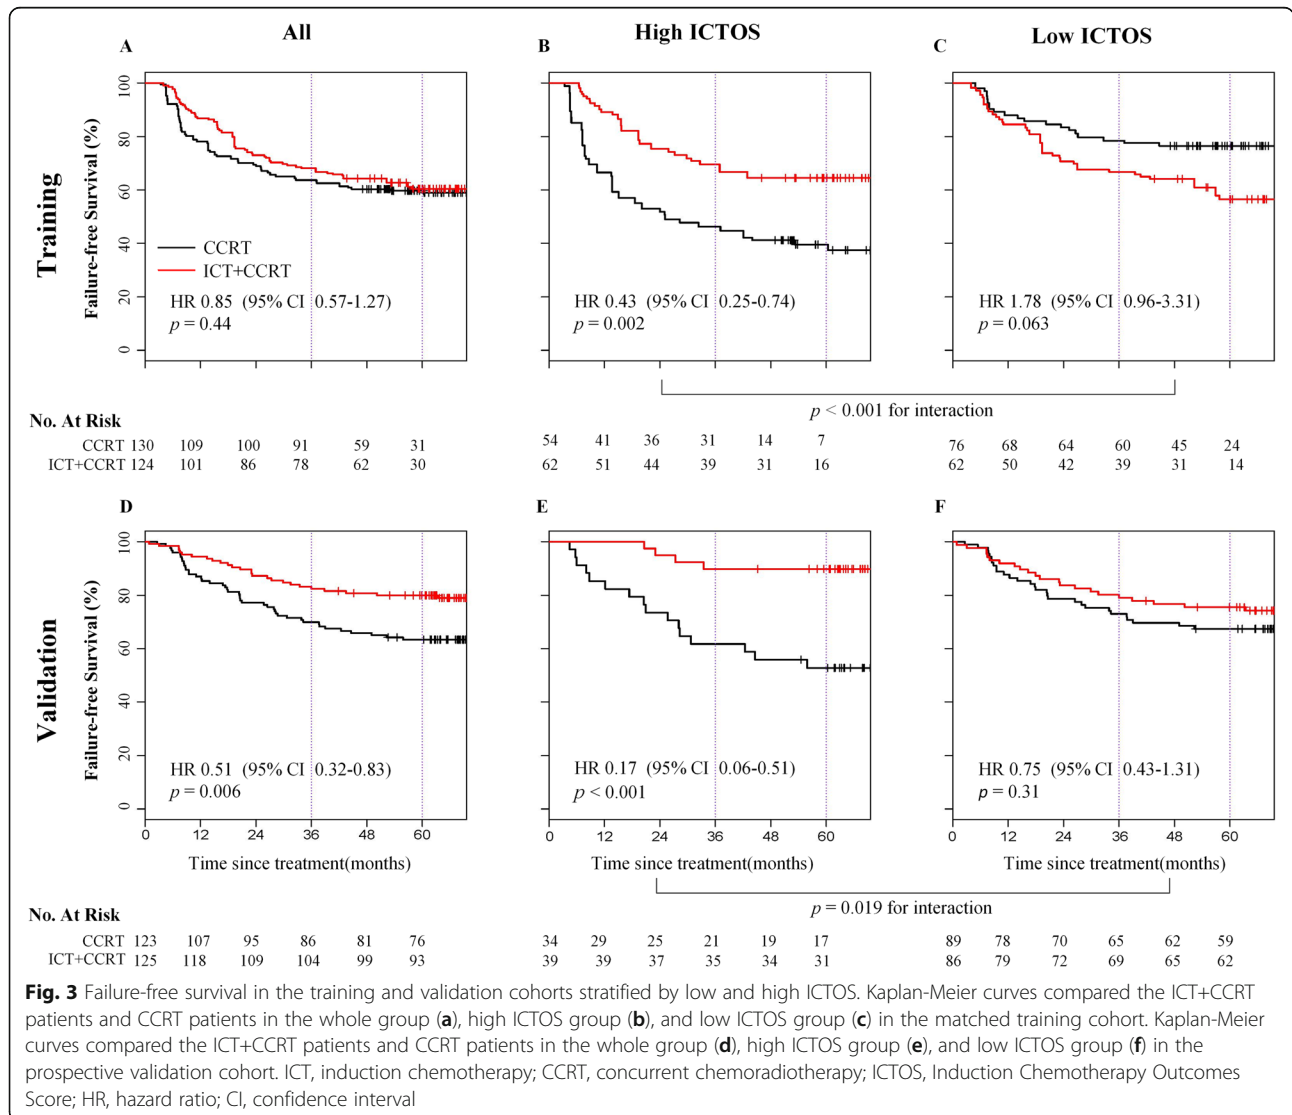 All
High ICTOS
Low ICTOS
Training
A
Failure-free Survival (%)
100
80
60
40
20
0
CCRT
ICT+CCRT
HR 0.85 (95% CI 0.57-1.27)
p = 0.44
B
HR 0.43 (95% CI 0.25-0.74)
p = 0.002
C
HR 1.78 (95% CI 0.96-3.31)
p = 0.063
p < 0.001 for interaction
No. At Risk
CCRT 130 109 100 91 59 31 54 41 36 31 14 7 76 68 64 60 45 24
ICT+CCRT 124 101 86 78 62 30 62 51 44 39 31 16 62 50 42 39 31 14
Validation
D
Failure-free Survival (%)
100
80
60
40
20
0
HR 0.51 (95% CI 0.32-0.83)
p = 0.006
0 12 24 36 48 60
Time since treatment(months)
E
HR 0.17 (95% CI 0.06-0.51)
p < 0.001
0 12 24 36 48 60
Time since treatment(months)
F
HR 0.75 (95% CI 0.43-1.31)
p = 0.31
0 12 24 36 48 60
Time since treatment(months)
p = 0.019 for interaction
No. At Risk
CCRT 123 107 95 86 81 76 34 29 25 21 19 17 89 78 70 65 62 59
ICT+CCRT 125 118 109 104 99 93 39 39 37 35 34 31 86 79 72 69 65 62
Fig. 3 Failure-free survival in the training and validation cohorts stratified by low and high ICTOS. Kaplan-Meier curves compared the ICT+CCRT
patients and CCRT patients in the whole group (a), high ICTOS group (b), and low ICTOS group (c) in the matched training cohort. Kaplan-Meier
curves compared the ICT+CCRT patients and CCRT patients in the whole group (d), high ICTOS group (e), and low ICTOS group (f) in the
prospective validation cohort. ICT, induction chemotherapy; CCRT, concurrent chemoradiotherapy; ICTOS, Induction Chemotherapy Outcomes
Score; HR, hazard ratio; CI, confidence interval